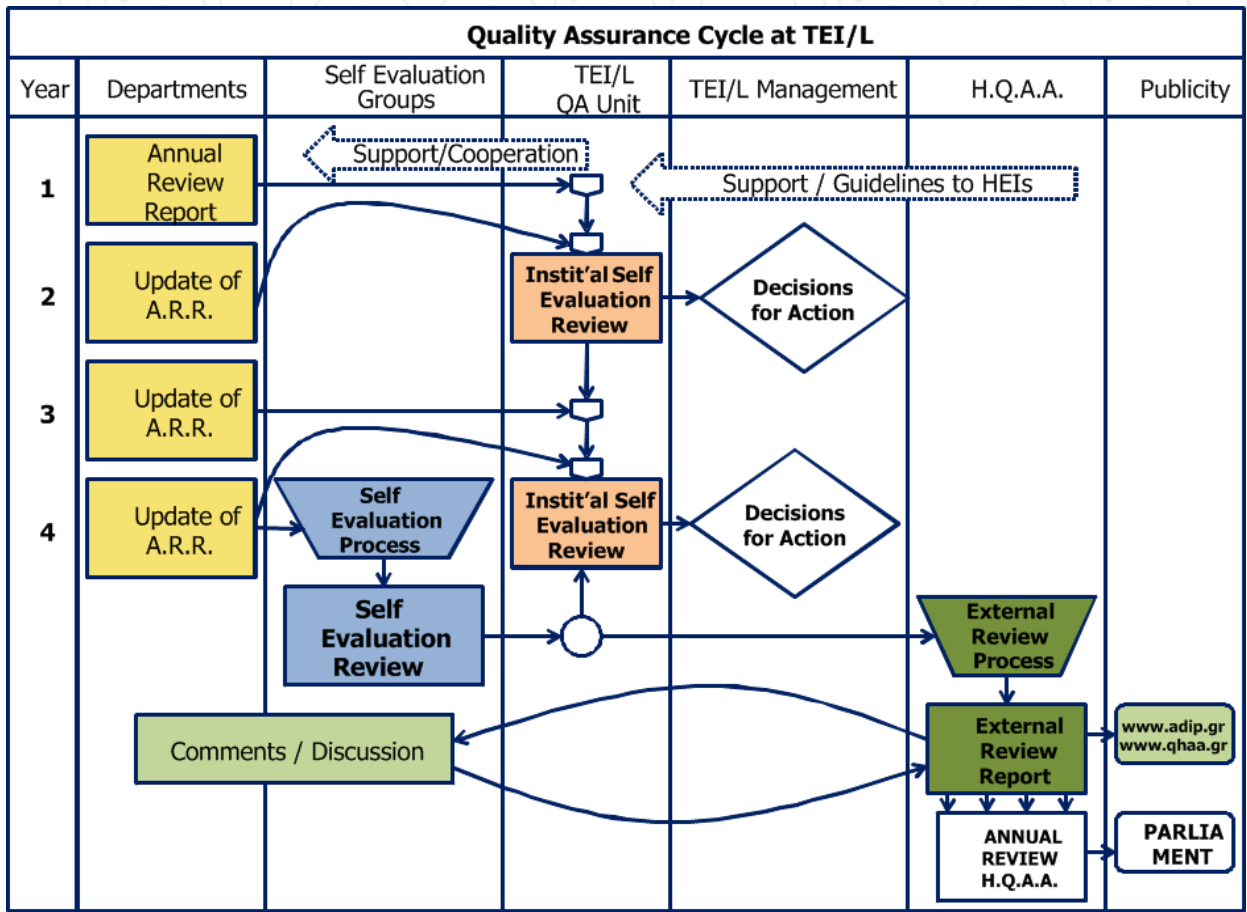 Quality Assurance Cycle at TEI/L
Year
Departments
Self Evaluation
Groups
TEI/L
QA Unit
TEI/L Management
H.Q.A.A.
Publicity
1
Annual
Review
Report
Support/Cooperation
Support / Guidelines to HEIs
2
Update of
A.R.R.
Instit'al Self
Evaluation
Review
Decisions
for Action
3
Update of
A.R.R.
4
Update of
A.R.R.
Self
Evaluation
Process
Instit'al Self
Evaluation
Review
Decisions
for Action
Self
Evaluation
Review
External
Review
Process
Comments / Discussion
External
Review
Report
www.adip.gr
www.qhaa.gr
ANNUAL
REVIEW
H.Q.A.A.
PARLIA
MENT